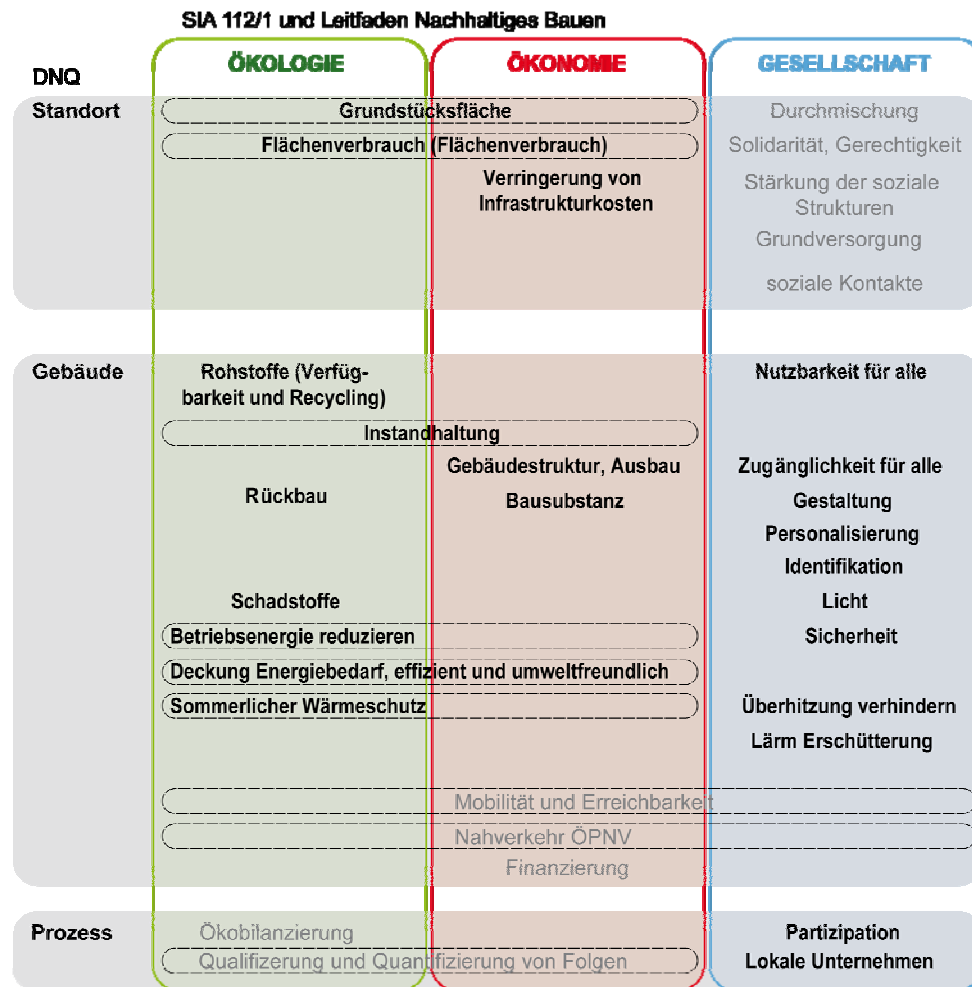 SIA 112/1 und Leitfaden Nachhaltiges Bauen
DNQ
ÖKOLOGIE
ÖKONOMIE
GESELLSCHAFT
Standort
Grundstücksfläche
Durchmischung
Flächenverbrauch (Flächenverbrauch)
Solidarität, Gerechtigkeit
Verringerung von
Infrastrukturkosten
Stärkung der soziale
Strukturen
Grundversorgung
soziale Kontakte
Gebäude
Rohstoffe (Verfüg-
barkeit und Recycling)
Nutzbarkeit für alle
Instandhaltung
Gebäudestruktur, Ausbau
Zugänglichkeit für alle
Rückbau
Bausubstanz
Gestaltung
Personalisierung
Identifikation
Schadstoffe
Licht
Betriebsenergie reduzieren
Sicherheit
Deckung Energiebedarf, effizient und umweltfreundlich
Sommerlicher Wärmeschutz
Überhitzung verhindern
Lärm Erschütterung
Mobilität und Erreichbarkeit
Nahverkehr ÖPNV
Finanzierung
Prozess
Ökobilanzierung
Partizipation
Qualifizerung und Quantifizierung von Folgen
Lokale Unternehmen